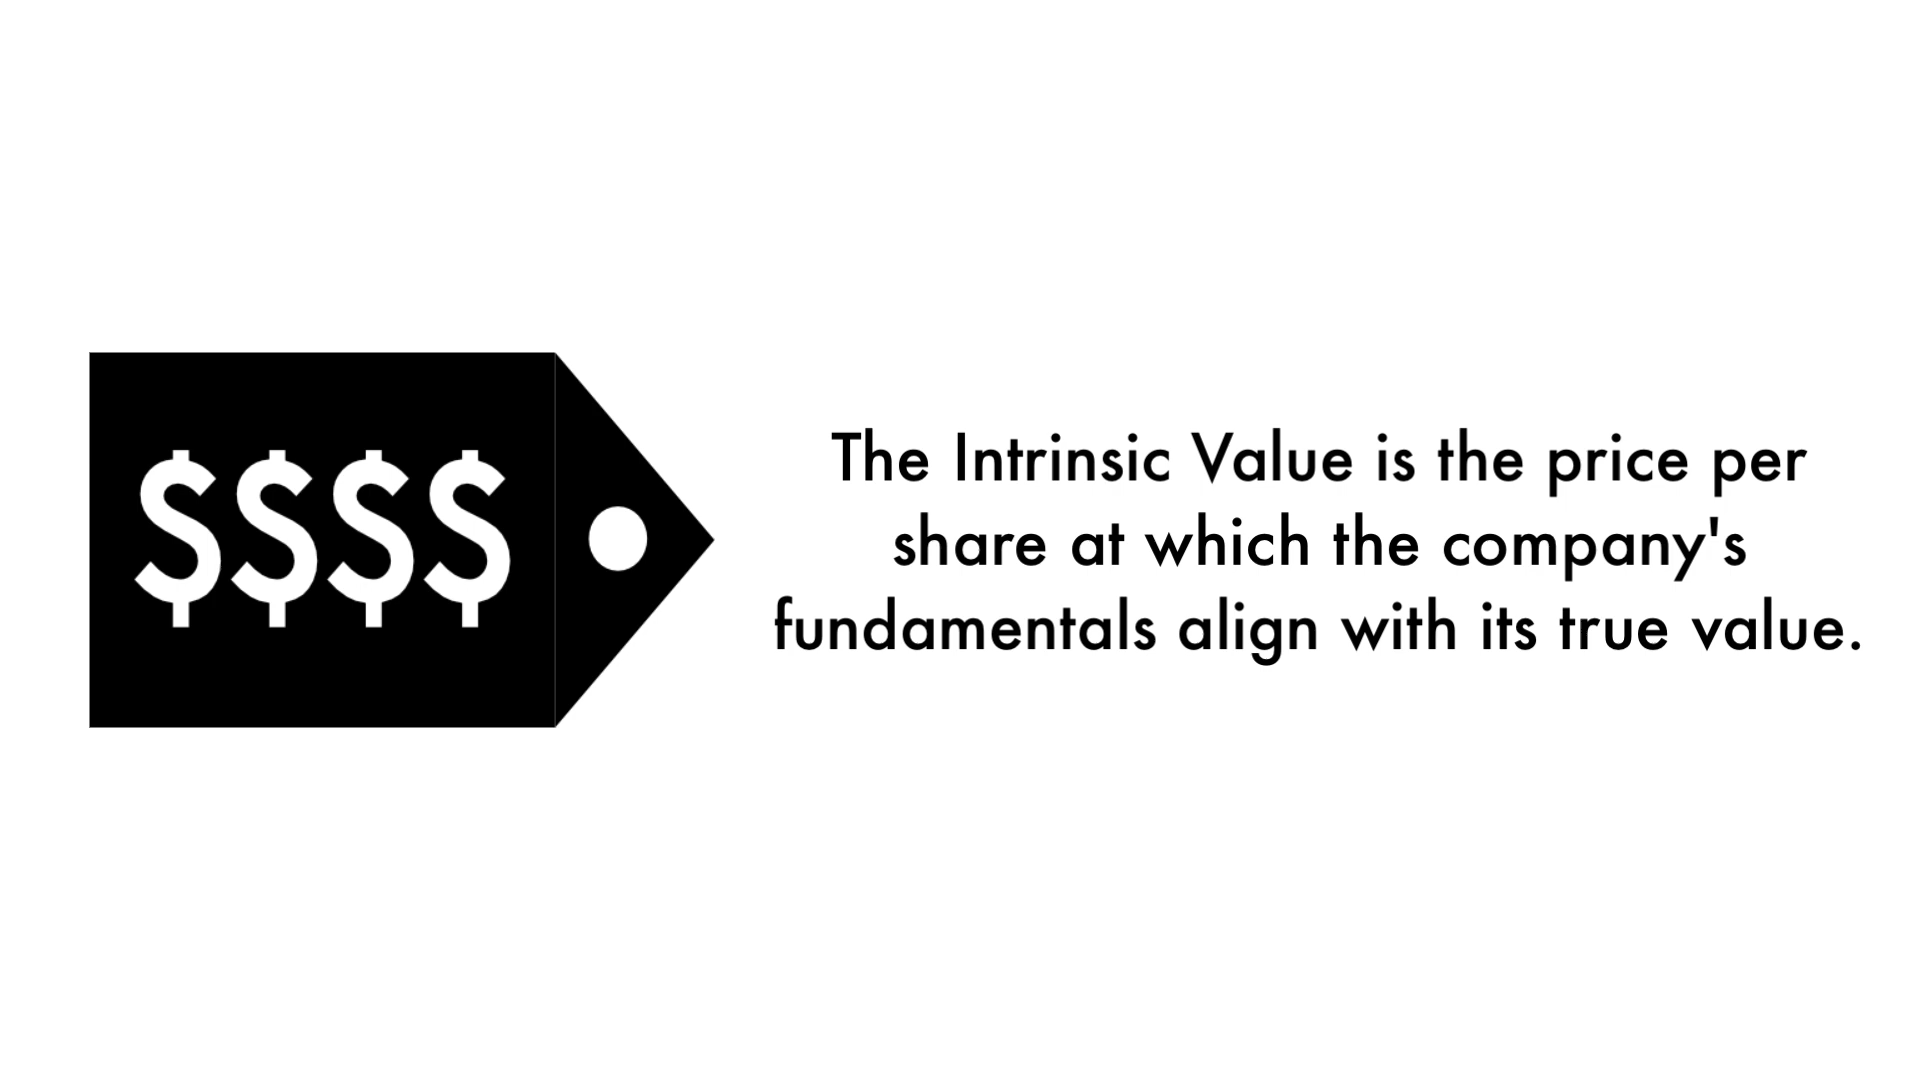 $$$$
The Intrinsic Value is the price per
share at which the company's
fundamentals align with its true value.